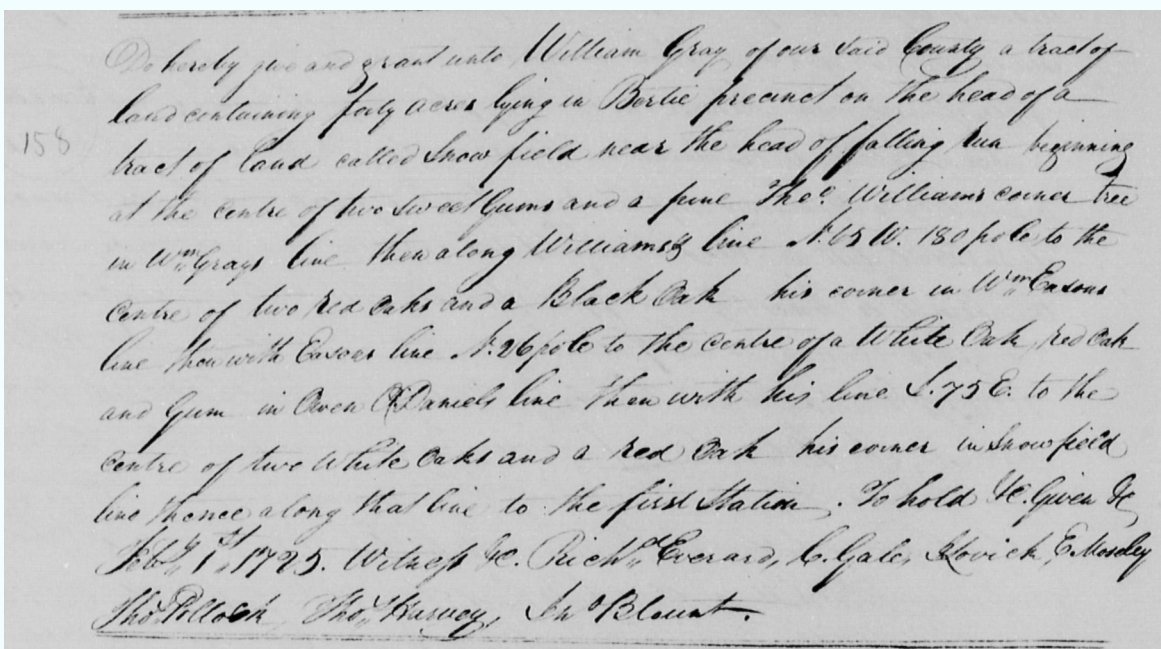 Do hereby give and grant unto William Gray of our said County a tract of
land containing forty acres lying in Bertie precinct on the head of a
158
tract of land called Snow field near the head of falling run beginning
at the centre of two sweet Gums and a pine Thos. Williams corner tree
in Wm. Grays line then along Williams's line N. 65 W. 180 pole to the
centre of two red oaks and a Black Oak his corner in Wm. Easons
line then with Easons line N. 26 pole to the centre of a White Oak, red oak
and Gum in Owen ODaniels line then with his line S. 75 E. to the
centre of two White oaks and a red Oak his corner in Snowfield
line thence along that line to the first Station. To hold &c. Given &c
Feby. 1st, 1725. Witness &c. Richd. Everard, C. Gale, JLovick, E. Moseley
Thos. Pollock, Thos. Harvey, Jno Blount.